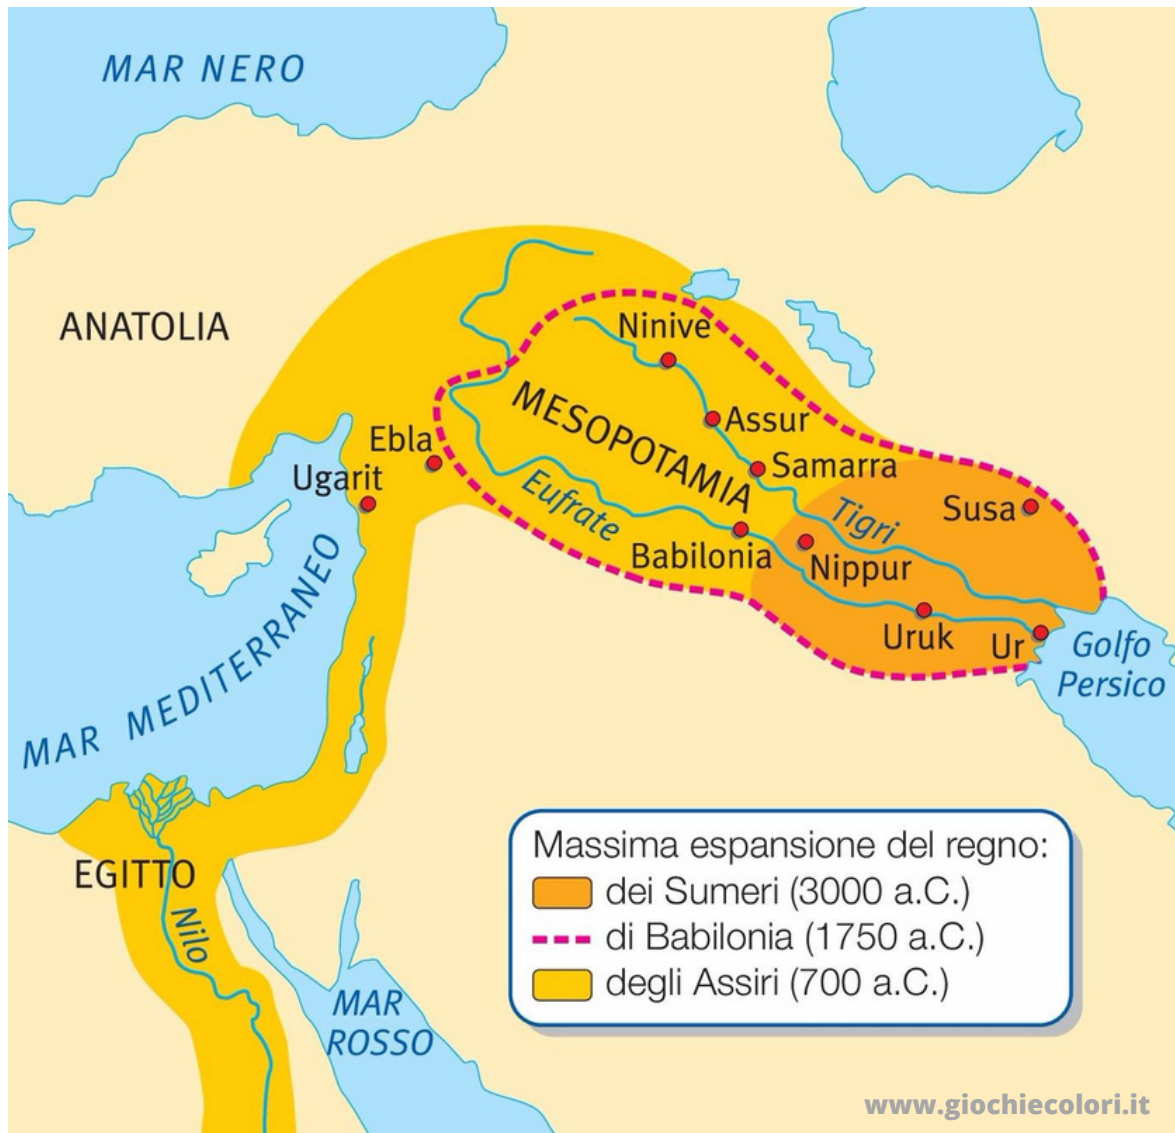 MAR NERO
ANATOLIA
Ninive
MESOPOTAMIA
Assur
Ebla
Samarra
Ugarit
Eufrate
Tigri
Susa
Babilonia
Nippur
Uruk
Ur
Golfo
Persico
MAR MEDITERRANEO
EGITTO
Nilo
MAR
ROSSO
Massima espansione del regno:
dei Sumeri (3000 a.C.)
di Babilonia (1750 a.C.)
degli Assiri (700 a.C.)
www.giochiecolori.it